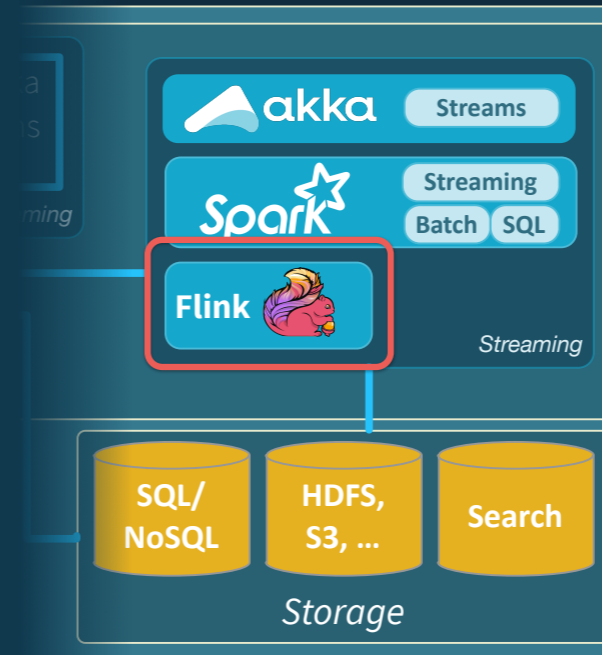 akka
Streams
Spark
Streaming
Batch
SQL
Flink
Streaming
SQL/
NoSQL
HDFS,
S3, ...
Search
Storage